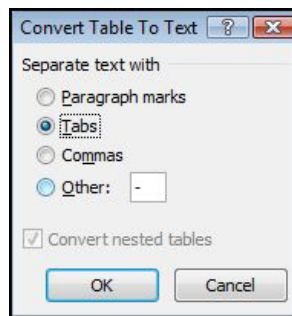 Convert Table To Text
Separate text with
Paragraph marks
Tabs
Commas
Other: -
Convert nested tables
OK Cancel